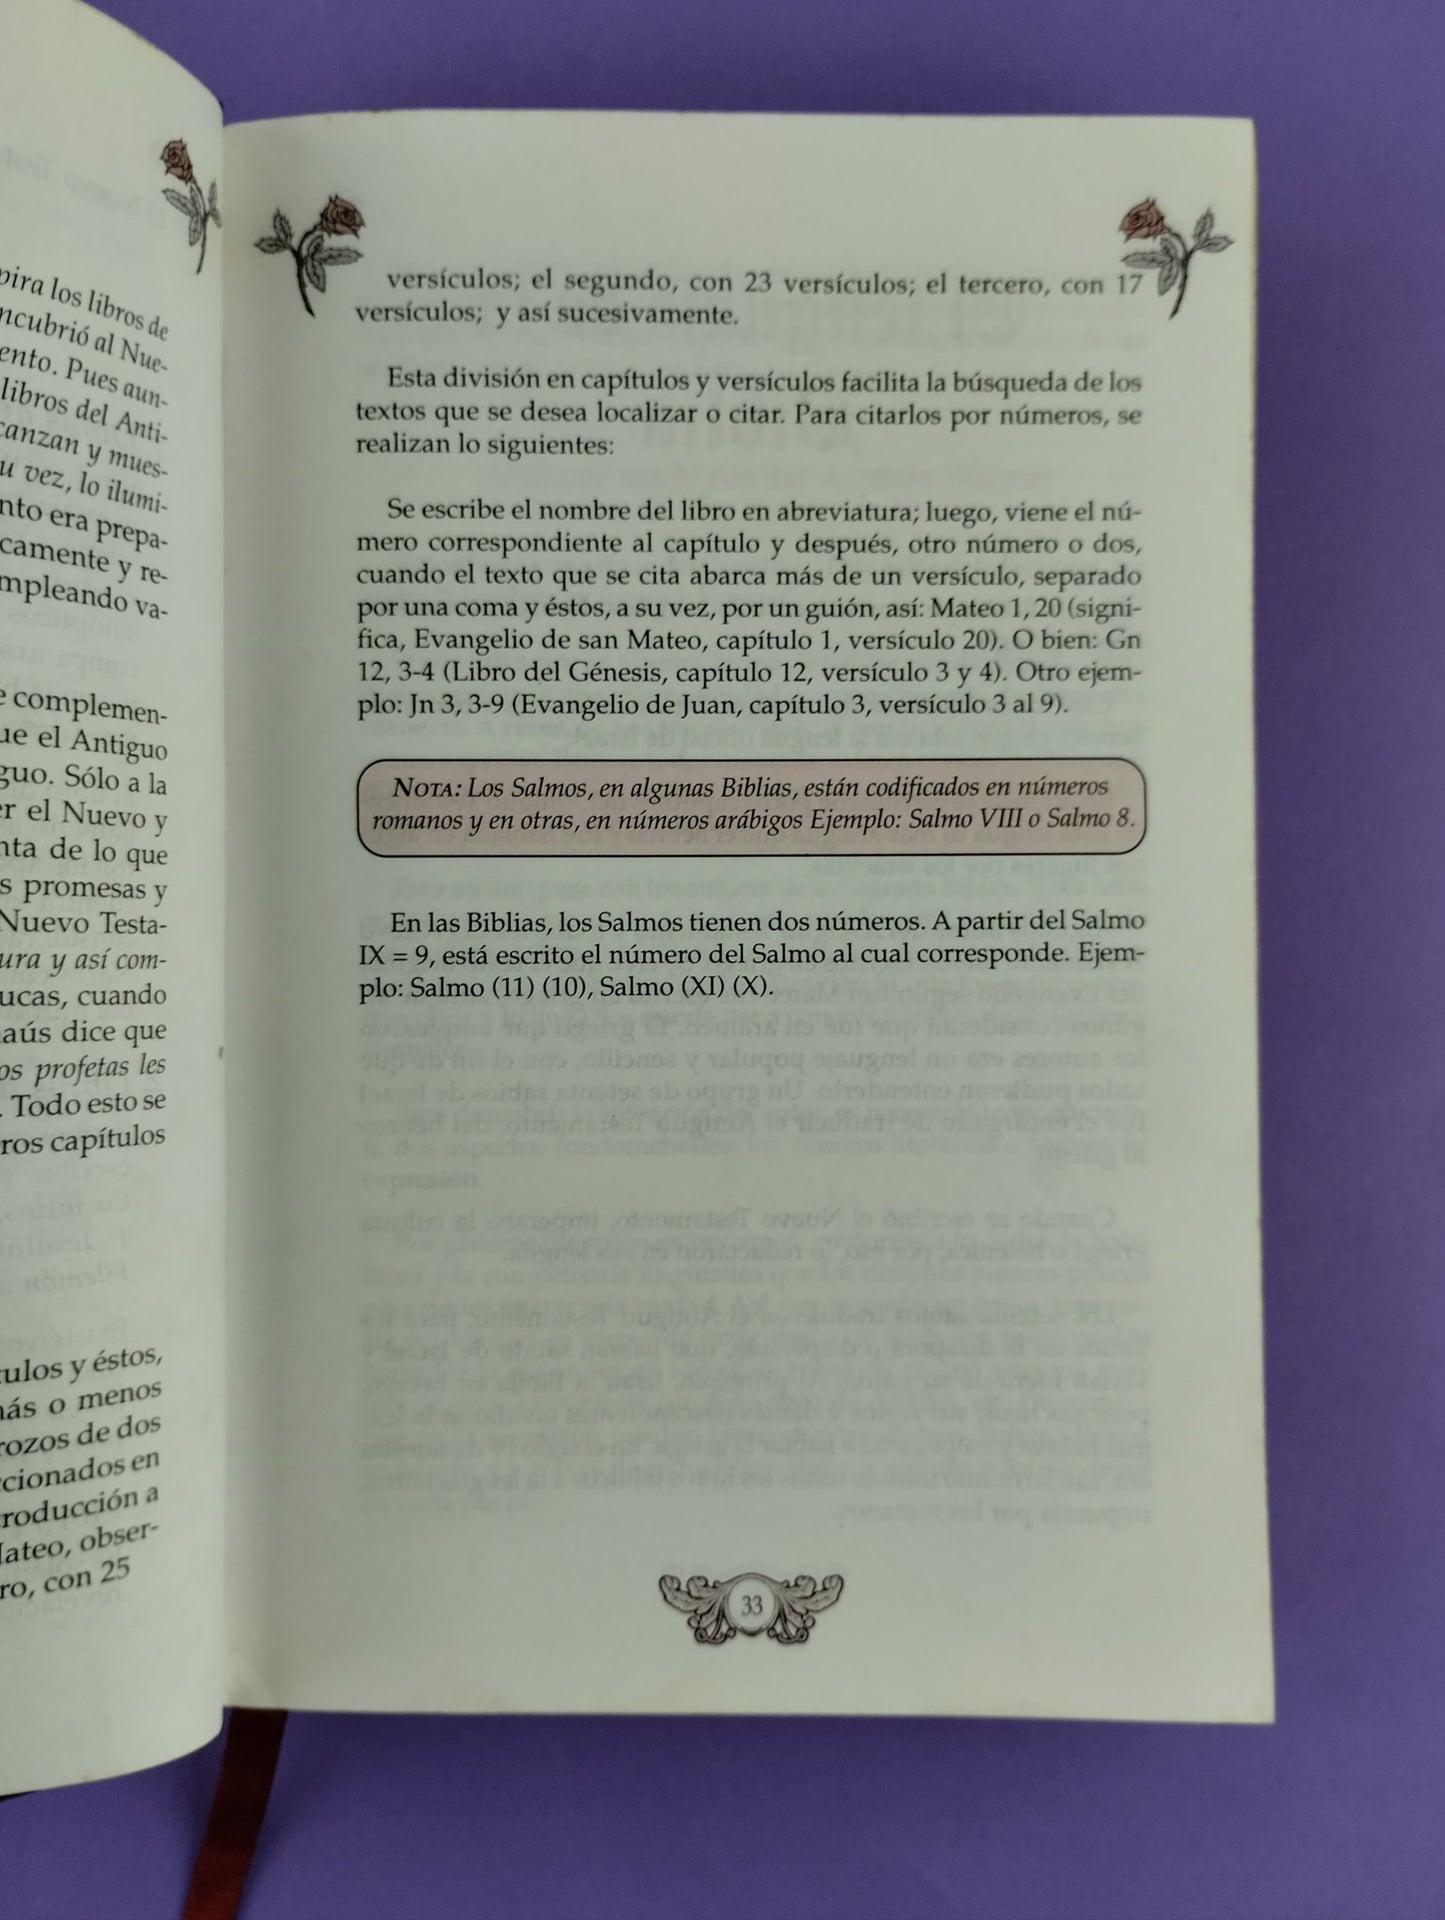 pira los libros de
ncubrió al Nue-
ento. Pues aun-
libros del Anti-
canzan y mues-
u vez, lo ilumi-
nto era prepa-
camente y re-
mpleando va-
complemen-
ue el Antiguo
guo. Sólo a la
er el Nuevo y
nta de lo que
s promesas y
Nuevo Testa-
ura y así com-
ucas, cuando
aús dice que
os profetas les
. Todo esto se
ros capítulos
tulos y éstos,
más o menos
rozos de dos
ccionados en
troducción a
Mateo, obser-
ro, con 25
versículos; el segundo, con 23 versículos; el tercero, con 17
versículos; y así sucesivamente.
Esta división en capítulos y versículos facilita la búsqueda de los
textos que se desea localizar o citar. Para citarlos por números, se
realizan lo siguientes:
Se escribe el nombre del libro en abreviatura; luego, viene el nú-
mero correspondiente al capítulo y después, otro número o dos,
cuando el texto que se cita abarca más de un versículo, separado
por una coma y éstos, a su vez, por un guión, así: Mateo 1, 20 (signi-
fica, Evangelio de san Mateo, capítulo 1, versículo 20). O bien: Gn
12, 3-4 (Libro del Génesis, capítulo 12, versículo 3 y 4). Otro ejem-
plo: Jn 3, 3-9 (Evangelio de Juan, capítulo 3, versículo 3 al 9).
NOTA: Los Salmos, en algunas Biblias, están codificados en números
romanos y en otras, en números arábigos Ejemplo: Salmo VIII o Salmo 8.
En las Biblias, los Salmos tienen dos números. A partir del Salmo
IX = 9, está escrito el número del Salmo al cual corresponde. Ejem-
plo: Salmo (11) (10), Salmo (XI) (X).
33